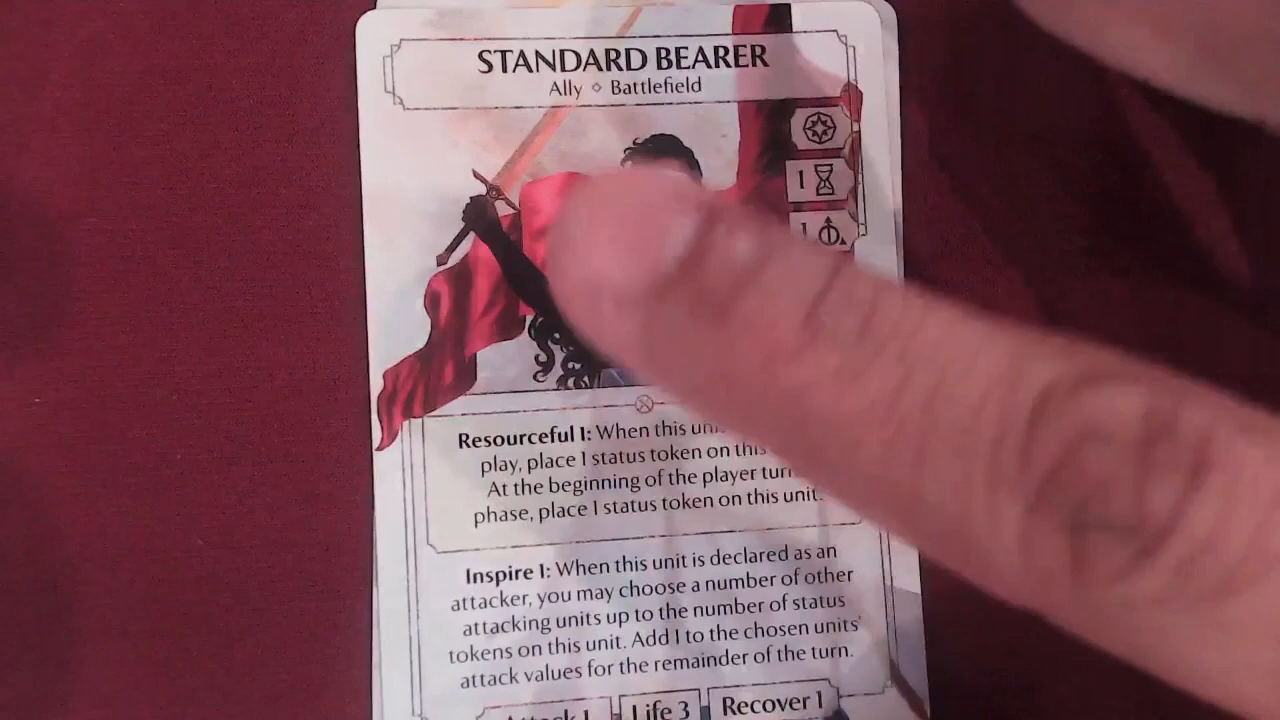 STANDARD BEARER
Ally ⋄ Battlefield
1
1
Resourceful 1: When this
play, place 1 status token on this
At the beginning of the player
phase, place 1 status token on this unit.
Inspire 1: When this unit is declared as an
attacker, you may choose a number of other
attacking units up to the number of status
tokens on this unit. Add 1 to the chosen units'
attack values for the remainder of the turn.
Attack 1 Life 3 Recover 1